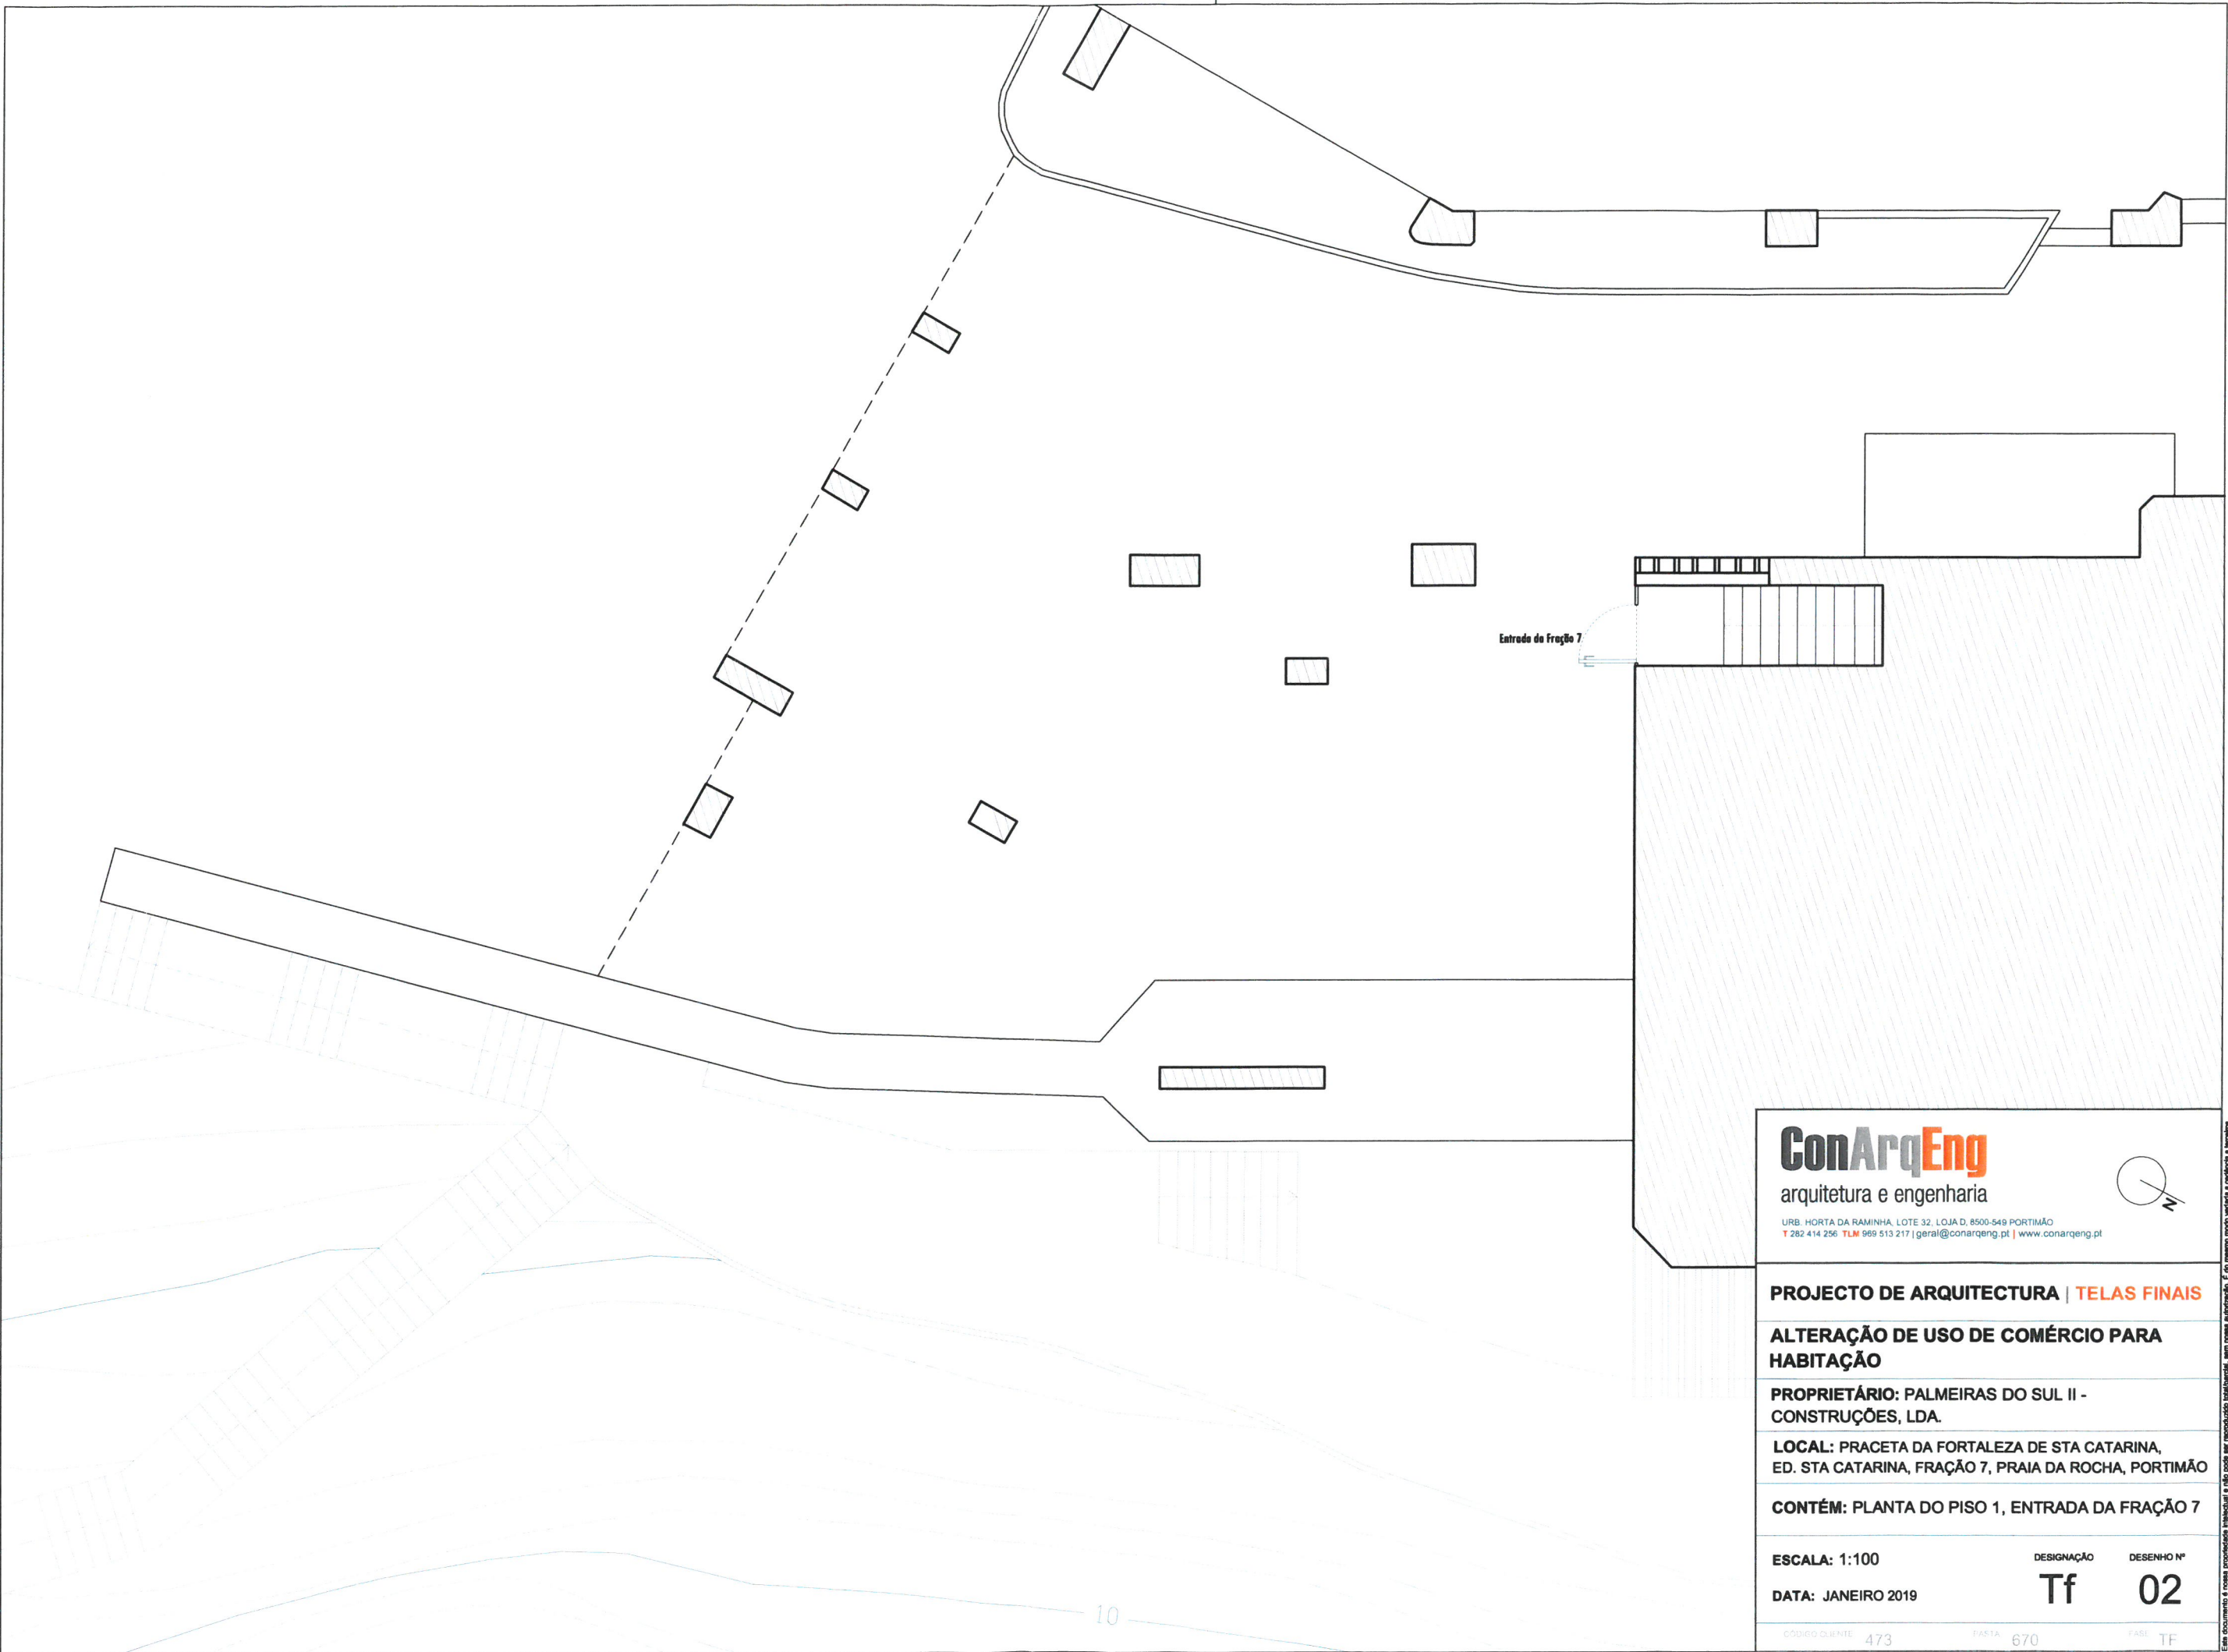 Entrada da Fração 7
ConArqEng
arquitetura e engenharia
URB. HORTA DA RAMINHA, LOTE 32, LOJA D, 8500-549 PORTIMÃO
T 282 414 256 TLM 969 513 217 | geral@conarqeng.pt | www.conarqeng.pt
N
PROJECTO DE ARQUITECTURA | TELAS FINAIS
ALTERAÇÃO DE USO DE COMÉRCIO PARA
HABITAÇÃO
PROPRIETÁRIO: PALMEIRAS DO SUL II -
CONSTRUÇÕES, LDA.
LOCAL: PRACETA DA FORTALEZA DE STA CATARINA,
ED. STA CATARINA, FRAÇÃO 7, PRAIA DA ROCHA, PORTIMÃO
CONTÉM: PLANTA DO PISO 1, ENTRADA DA FRAÇÃO 7
ESCALA: 1:100
DESIGNAÇÃO
DESENHO Nº
DATA: JANEIRO 2019
Tf
02
CÓDIGO CLIENTE 473 PASTA 670 FASE TF
10